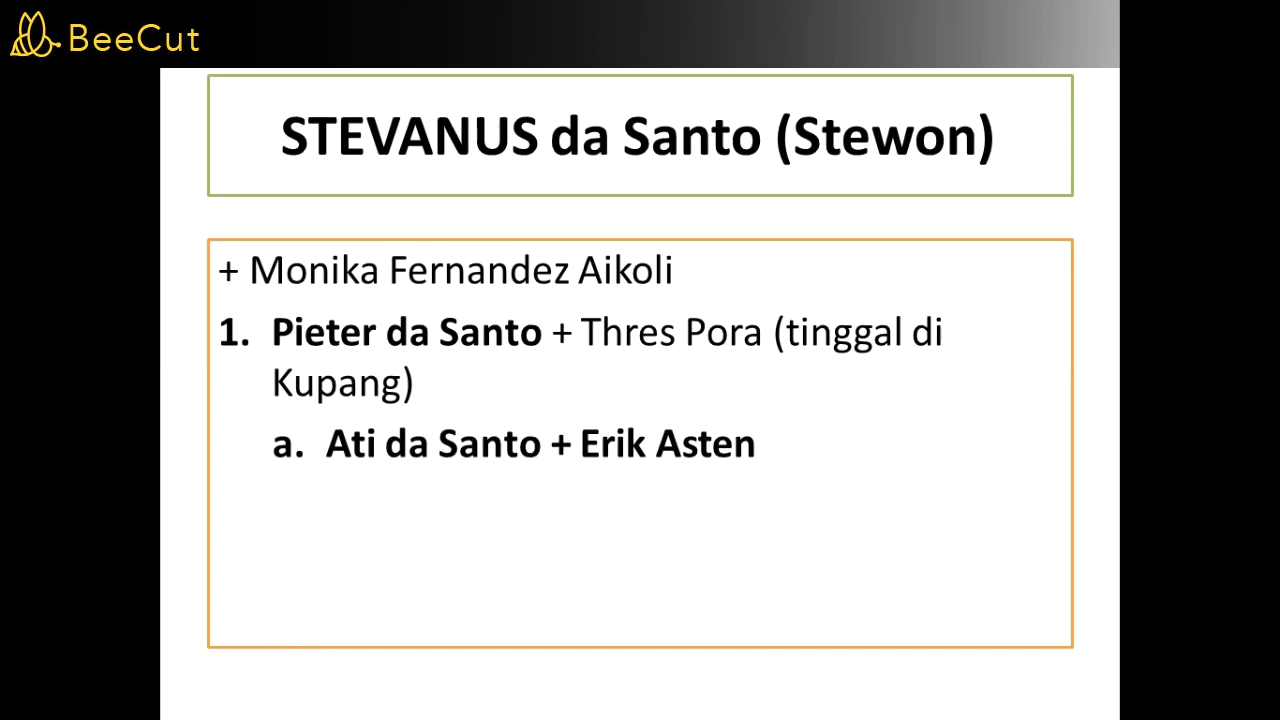 BeeCut
STEVANUS da Santo (Stewon)
+ Monika Fernandez Aikoli
1. Pieter da Santo + Thres Pora (tinggal di
Kupang)
a. Ati da Santo + Erik Asten